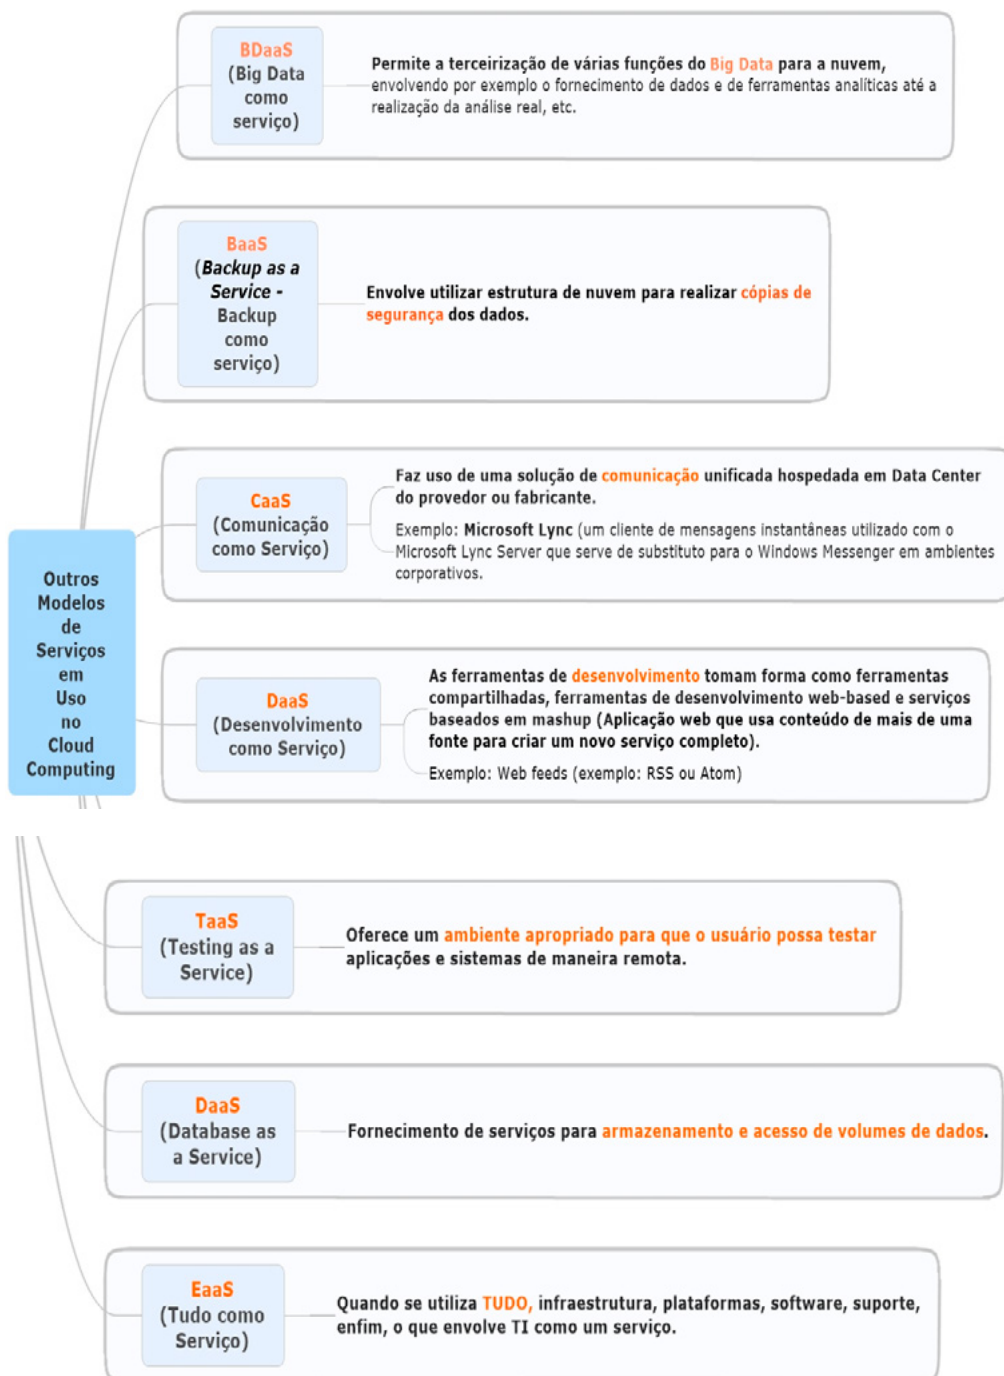 BDaaS
(Big Data
como
serviço)
Permite a terceirização de várias funções do Big Data para a nuvem,
envolvendo por exemplo o fornecimento de dados e de ferramentas analíticas até a
realização da análise real, etc.
BaaS
(Backup as a
Service -
Backup
como
serviço)
Envolve utilizar estrutura de nuvem para realizar cópias de
segurança dos dados.
CaaS
(Comunicação
como Serviço)
Faz uso de uma solução de comunicação unificada hospedada em Data Center
do provedor ou fabricante.
Exemplo: Microsoft Lync (um cliente de mensagens instantâneas utilizado com o
Microsoft Lync Server que serve de substituto para o Windows Messenger em ambientes
corporativos.
Outros
Modelos
de
Serviços
em
Uso
no
Cloud
Computing
DaaS
(Desenvolvimento
como Serviço)
As ferramentas de desenvolvimento tomam forma como ferramentas
compartilhadas, ferramentas de desenvolvimento web-based e serviços
baseados em mashup (Aplicação web que usa conteúdo de mais de uma
fonte para criar um novo serviço completo).
Exemplo: Web feeds (exemplo: RSS ou Atom)
TaaS
(Testing as a
Service)
Oferece um ambiente apropriado para que o usuário possa testar
aplicações e sistemas de maneira remota.
DaaS
(Database as
a Service)
Fornecimento de serviços para armazenamento e acesso de volumes de dados.
EaaS
(Tudo como
Serviço)
Quando se utiliza TUDO, infraestrutura, plataformas, software, suporte,
enfim, o que envolve TI como um serviço.